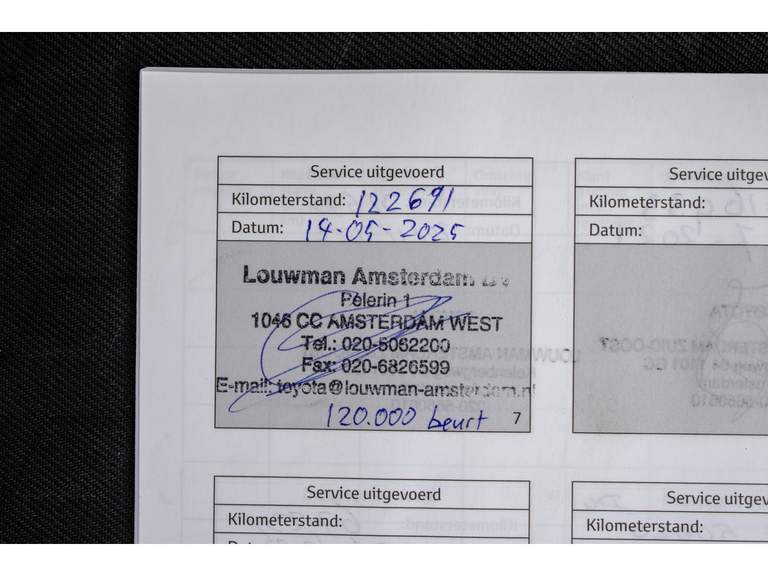 Service uitgevoerd
Kilometerstand: 122691
Datum: 14-05-2025
Louwman Amsterdam
Pelerin 1
1046 CC AMSTERDAM WEST
Tel.: 020-5062200
Fax: 020-6826599
E-mail: toyota@louwman-amsterdam.nl
120.000 beurt 7
Service
Kilometerstand:
Datum:
Service uitgevoerd
Kilometerstand:
Service
Kilometerstand: